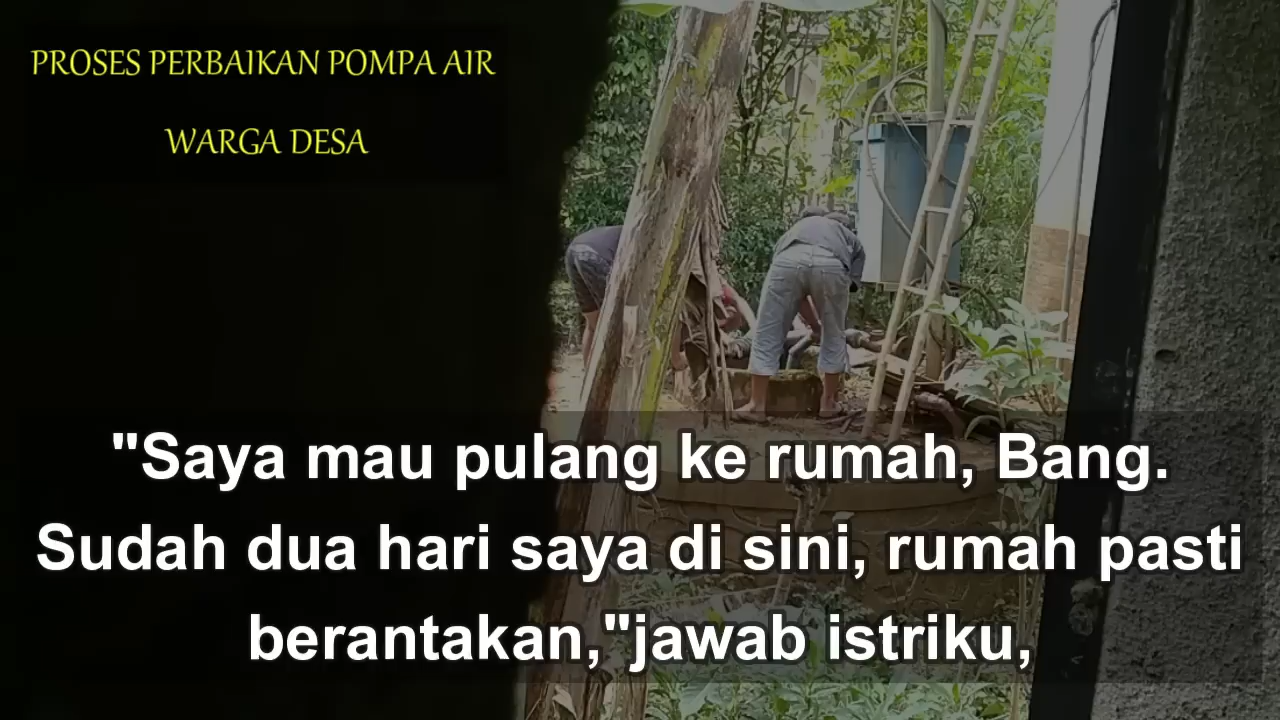 PROSES PERBAIKAN POMPA AIR
WARGA DESA
"Saya mau pulang ke rumah, Bang.
Sudah dua hari saya di sini, rumah pasti
berantakan,"jawab istriku,